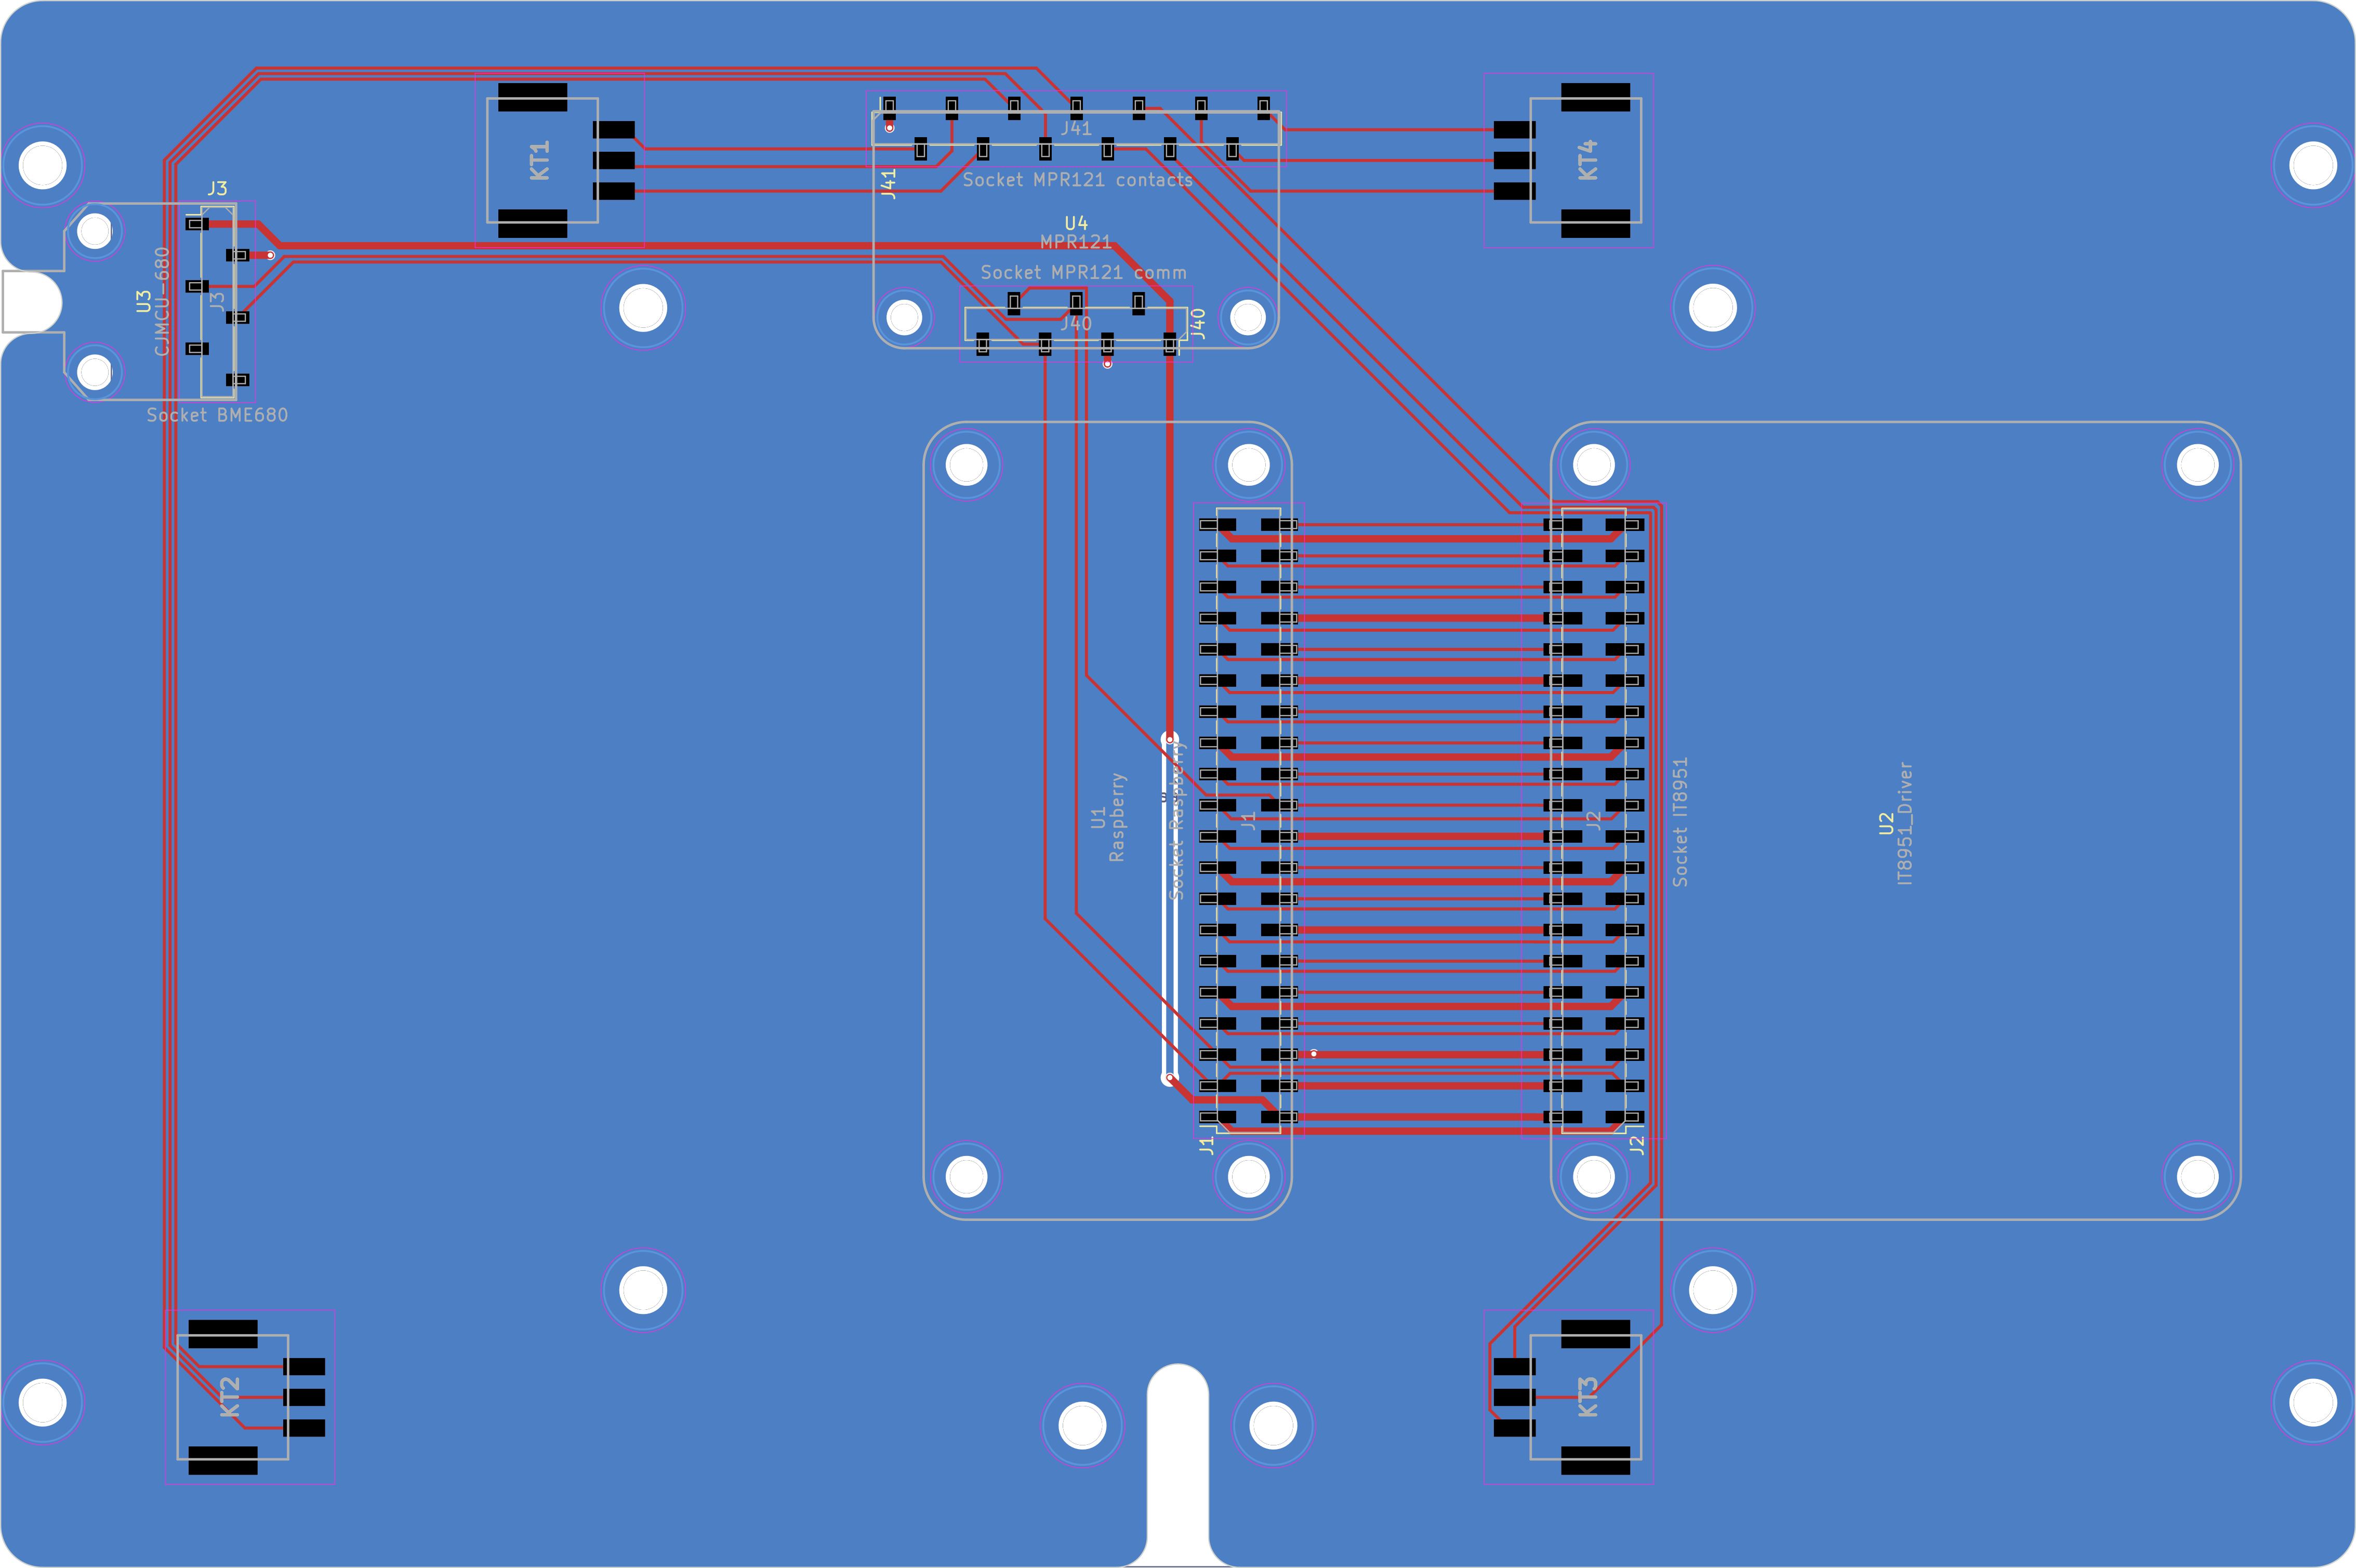 J41
KT1
KT4
J41
Socket MPR121 contacts
J3
U4
MPR121
Socket MPR121 comm
U3
CJMCU-680
J3
J40
J40
Socket BME680
U1
Raspberry
Socket Raspberry
J1
J2
Socket IT8951
U2
IT8951_Driver
J1
J2
KT2
KT3